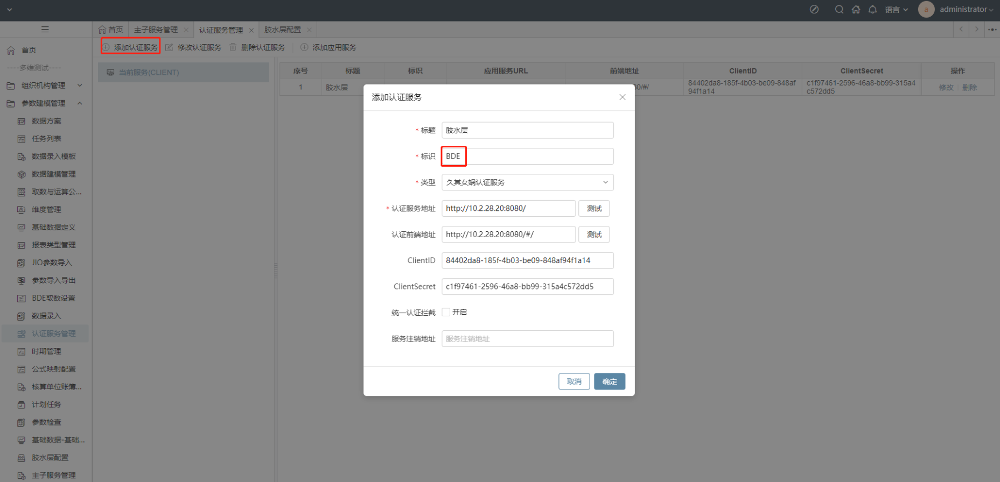 语言 a administrator
首页 主子服务管理 认证服务管理 胶水层配置
添加认证服务 修改认证服务 删除认证服务 添加应用服务
首页
----多维测试----
组织机构管理
参数建模管理
数据方案
任务列表
数据录入模板
数据建模管理
取数与运算公...
维度管理
基础数据定义
报表类型管理
JIO参数导入
参数导入导出
BDE取数设置
数据录入
认证服务管理
时期管理
公式映射配置
核算单位账簿...
计划任务
参数检查
基础数据-基础...
胶水层配置
主子服务管理
当前服务(CLIENT)
序号 标题 标识 应用服务URL 前端地址 ClientID ClientSecret 操作
1 胶水层 0/#/ 84402da8-185f-4b03-be09-848af94f1a14 c1f97461-2596-46a8-bb99-315a4c572dd5 修改 删除
添加认证服务
* 标题 胶水层
* 标识 BDE
* 类型 久其女娲认证服务
* 认证服务地址 http://10.2.28.20:8080/ 测试
认证前端地址 http://10.2.28.20:8080/#/ 测试
ClientID 84402da8-185f-4b03-be09-848af94f1a14
ClientSecret c1f97461-2596-46a8-bb99-315a4c572dd5
统一认证拦截 开启
服务注销地址 服务注销地址
取消 确定